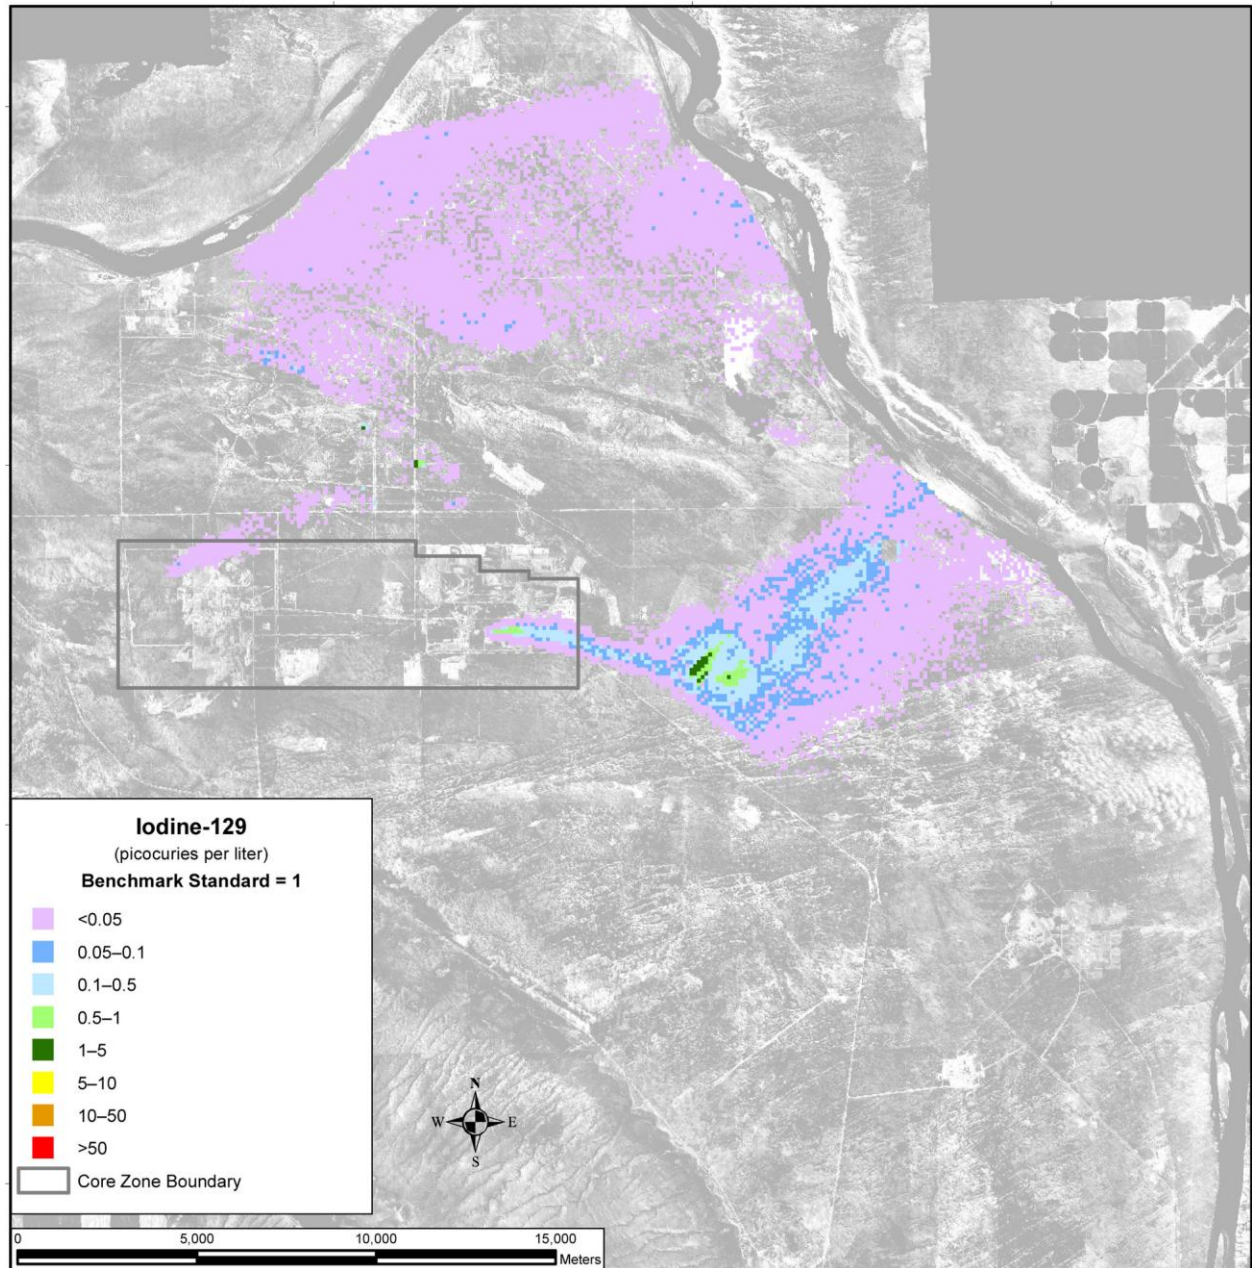 Iodine-129
(picocuries per liter)
Benchmark Standard = 1
<0.05
0.05–0.1
0.1–0.5
0.5–1
1–5
5–10
10–50
>50
Core Zone Boundary
N
W E
S
0 5,000 10,000 15,000
Meters